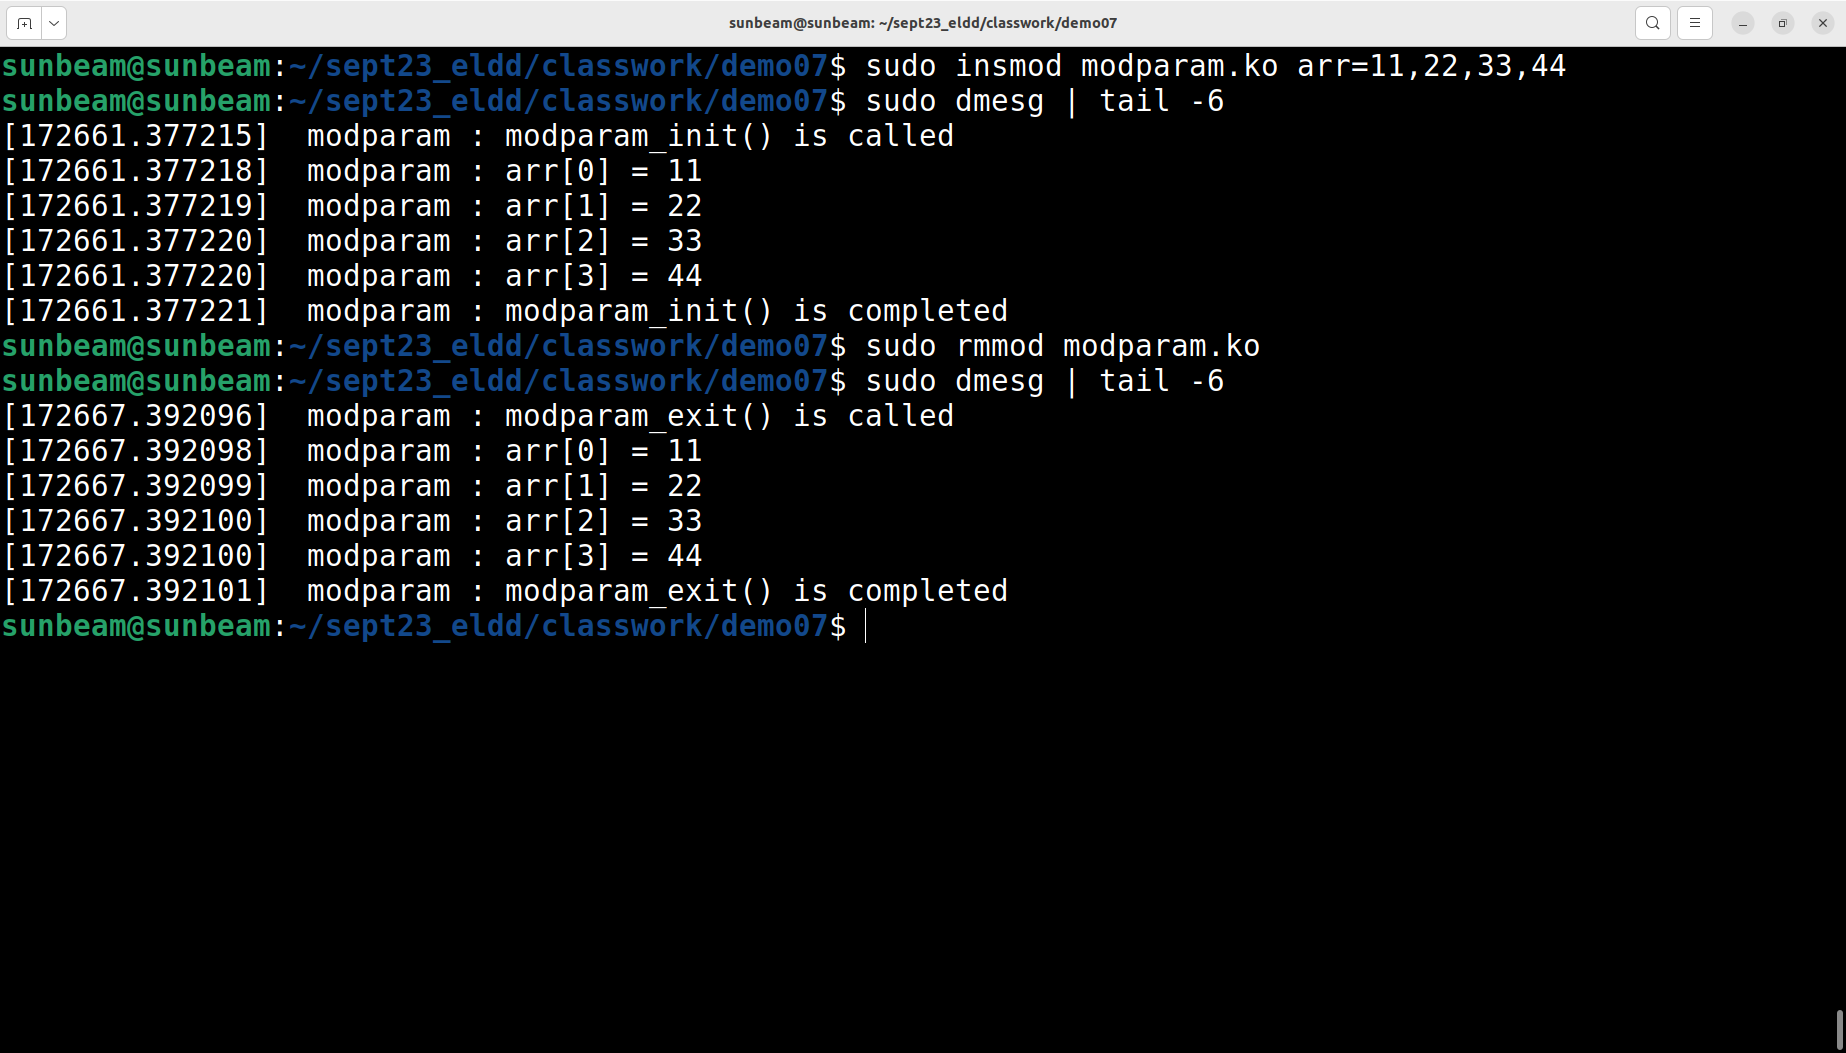 sunbeam@sunbeam: ~/sept23_eldd/classwork/demo07
sunbeam@sunbeam:~/sept23_eldd/classwork/demo07$ sudo insmod modparam.ko arr=11,22,33,44
sunbeam@sunbeam:~/sept23_eldd/classwork/demo07$ sudo dmesg | tail -6
[172661.377215]  modparam : modparam_init() is called
[172661.377218]  modparam : arr[0] = 11
[172661.377219]  modparam : arr[1] = 22
[172661.377220]  modparam : arr[2] = 33
[172661.377220]  modparam : arr[3] = 44
[172661.377221]  modparam : modparam_init() is completed
sunbeam@sunbeam:~/sept23_eldd/classwork/demo07$ sudo rmmod modparam.ko
sunbeam@sunbeam:~/sept23_eldd/classwork/demo07$ sudo dmesg | tail -6
[172667.392096]  modparam : modparam_exit() is called
[172667.392098]  modparam : arr[0] = 11
[172667.392099]  modparam : arr[1] = 22
[172667.392100]  modparam : arr[2] = 33
[172667.392100]  modparam : arr[3] = 44
[172667.392101]  modparam : modparam_exit() is completed
sunbeam@sunbeam:~/sept23_eldd/classwork/demo07$